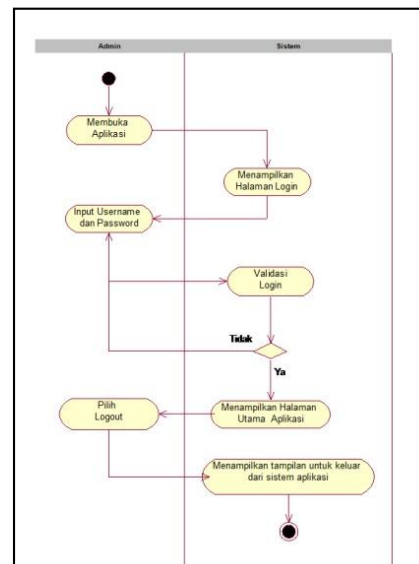 Admin
Sistem
Membuka
Aplikasi
Menampilkan
Halaman Login
Input Username
dan Password
Validasi
Login
Tidak
Ya
Menampilkan Halaman
Utama Aplikasi
Pilih
Logout
Menampilkan tampilan untuk keluar
dari sistem aplikasi